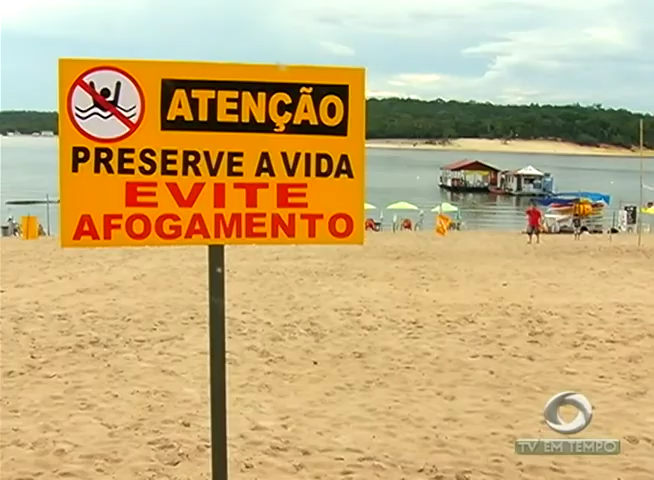 ATENÇÃO
PRESERVE A VIDA
EVITE
AFOGAMENTO
TV EM TEMPO